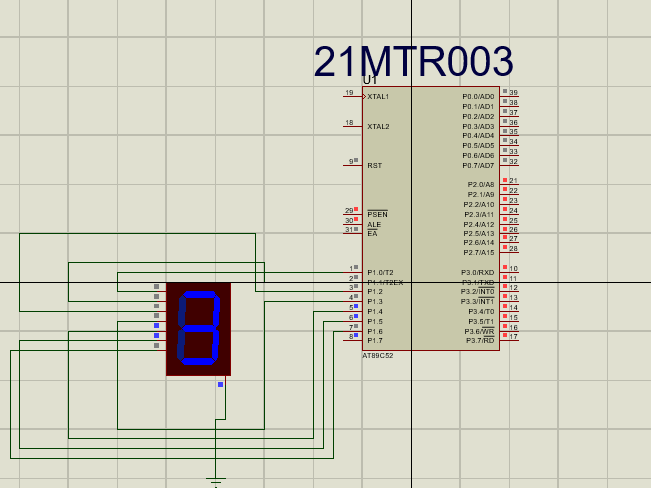 21MTR003
U1
19 XTAL1 P0.0/AD0 39
P0.1/AD1 38
P0.2/AD2 37
18 XTAL2 P0.3/AD3 36
P0.4/AD4 35
P0.5/AD5 34
P0.6/AD6 33
9 RST P0.7/AD7 32
P2.0/A8 21
P2.1/A9 22
P2.2/A10 23
29 PSEN P2.3/A11 24
30 ALE P2.4/A12 25
31 EA P2.5/A13 26
P2.6/A14 27
P2.7/A15 28
1 P1.0/T2 P3.0/RXD 10
2 P1.1/T2EX P3.1/TXD 11
3 P1.2 P3.2/INT0 12
4 P1.3 P3.3/INT1 13
5 P1.4 P3.4/T0 14
6 P1.5 P3.5/T1 15
7 P1.6 P3.6/WR 16
8 P1.7 P3.7/RD 17
AT89C52